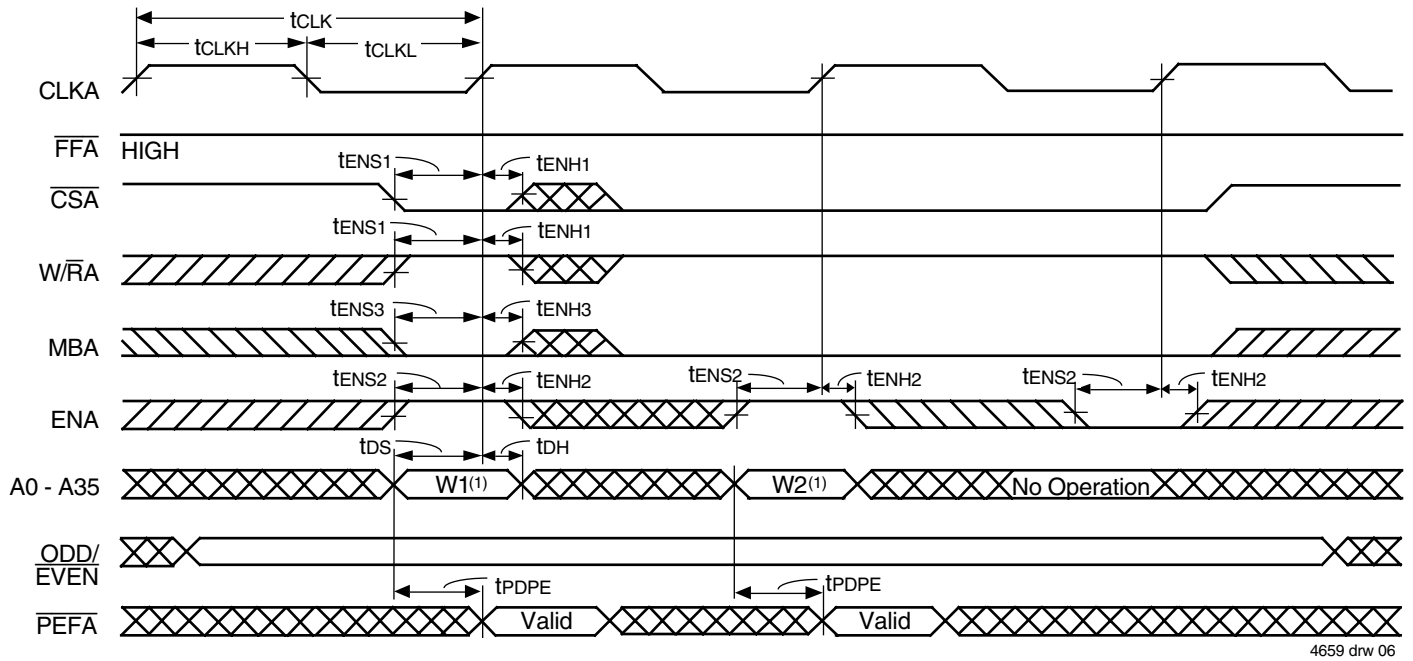 tCLK
tCLKH tCLKL
CLKA
FFA HIGH
tENS1 tENH1
CSA
tENS1 tENH1
W/RA
tENS3 tENH3
MBA
tENS2 tENH2 tENS2 tENH2 tENS2 tENH2
ENA
tDS tDH
A0 - A35 W1(1) W2(1) No Operation
ODD/
EVEN
tPDPE tPDPE
PEFA Valid Valid
4659 drw 06